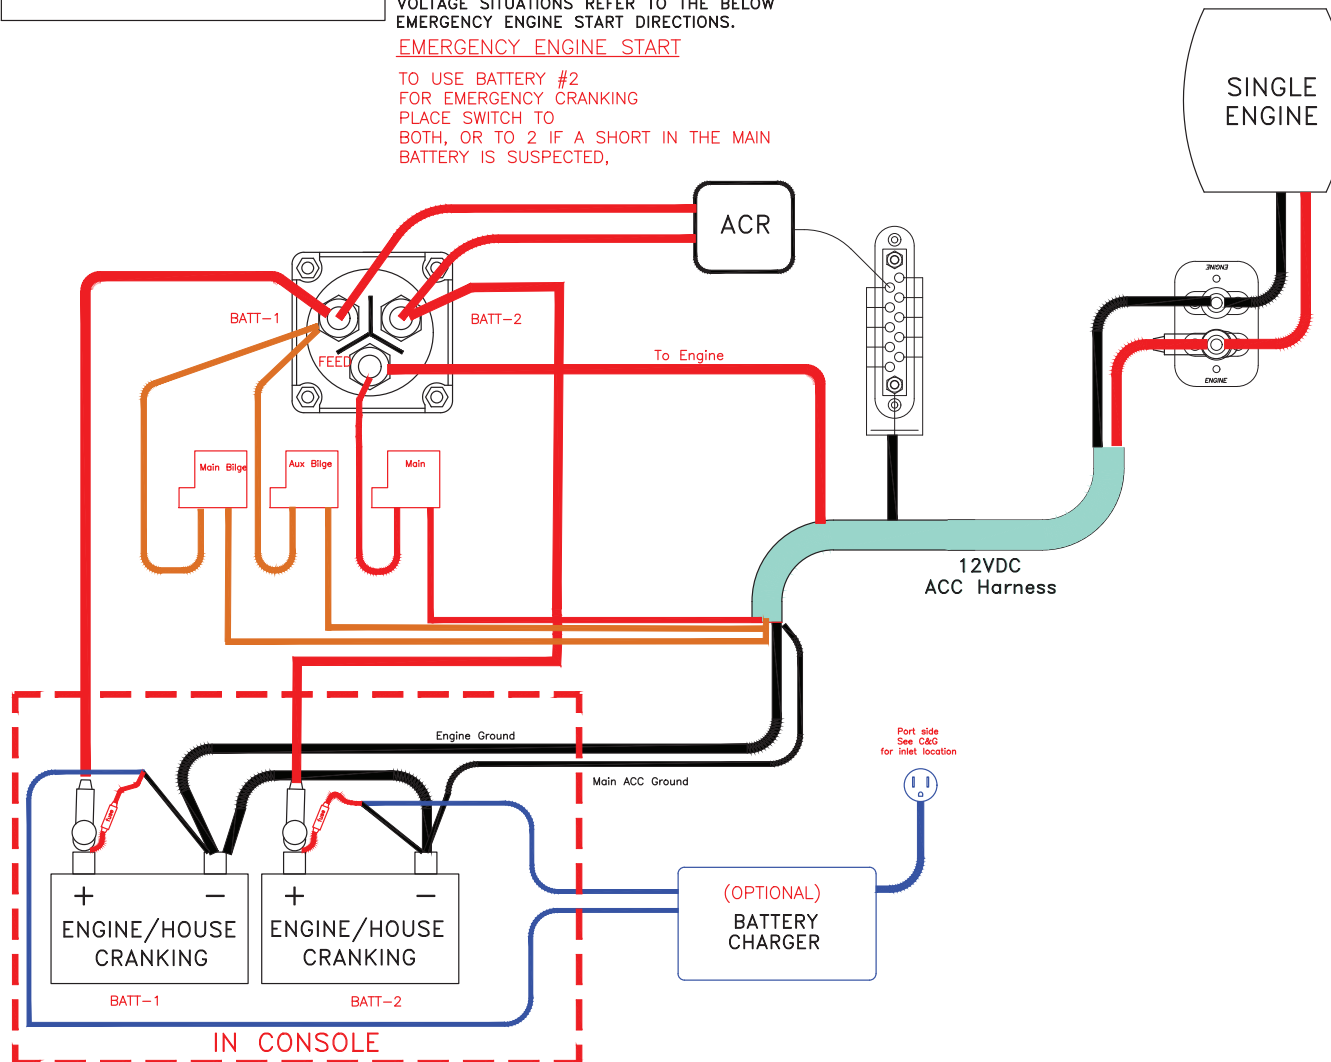 VOLTAGE SITUATIONS REFER TO THE BELOW
EMERGENCY ENGINE START DIRECTIONS.
EMERGENCY ENGINE START
TO USE BATTERY #2
FOR EMERGENCY CRANKING
PLACE SWITCH TO
BOTH, OR TO 2 IF A SHORT IN THE MAIN
BATTERY IS SUSPECTED,
SINGLE
ENGINE
ACR
ENGINE
BATT-1
BATT-2
FEED
To Engine
ENGINE
Main Bilge
Aux Bilge
Main
12VDC
ACC Harness
Engine Ground
Main ACC Ground
Port side
See C&G
for inlet location
fuse
fuse
+
-
+
-
ENGINE/HOUSE
CRANKING
ENGINE/HOUSE
CRANKING
(OPTIONAL)
BATTERY
CHARGER
BATT-1
BATT-2
IN CONSOLE